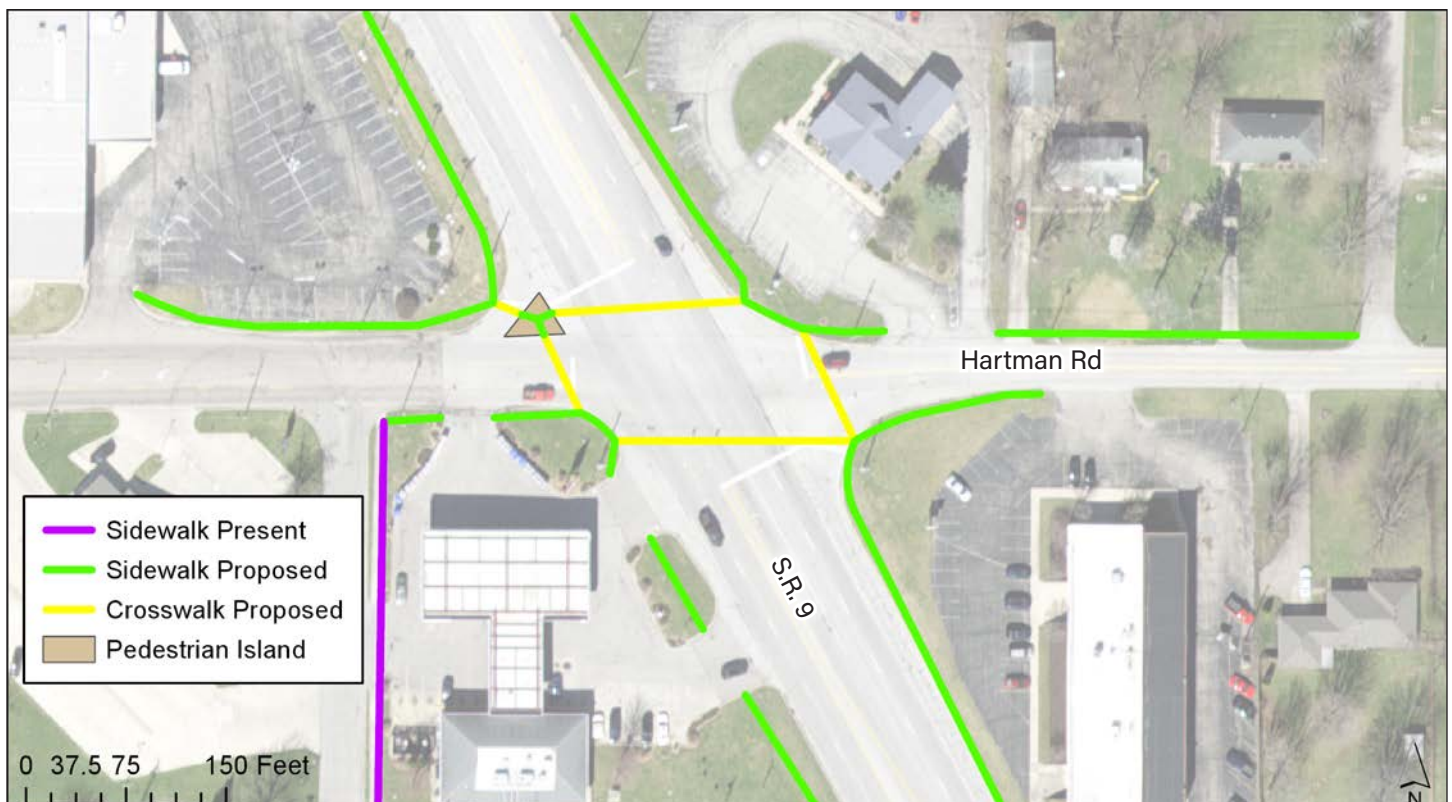 Hartman Rd
S.R. 9
Sidewalk Present
Sidewalk Proposed
Crosswalk Proposed
Pedestrian Island
0 37.5 75 150 Feet
N